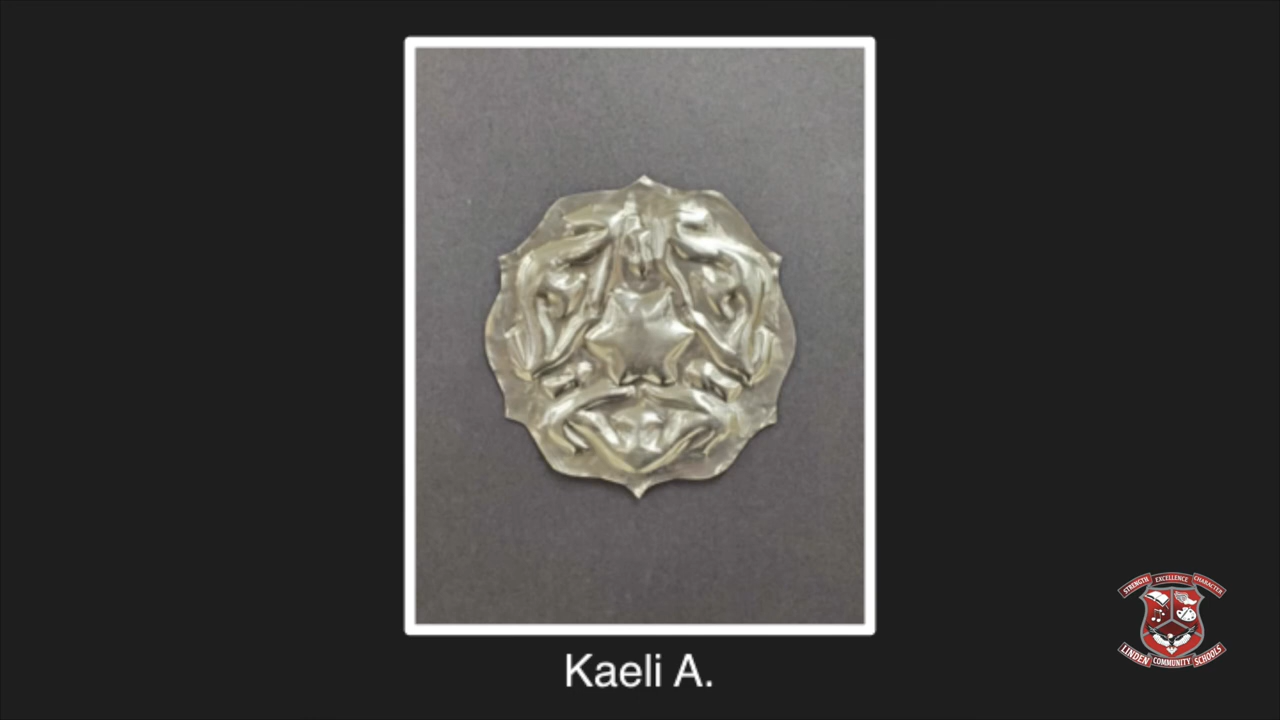 Kaeli A.
STRENGTH EXCELLENCE CHARACTER
LINDEN COMMUNITY SCHOOLS